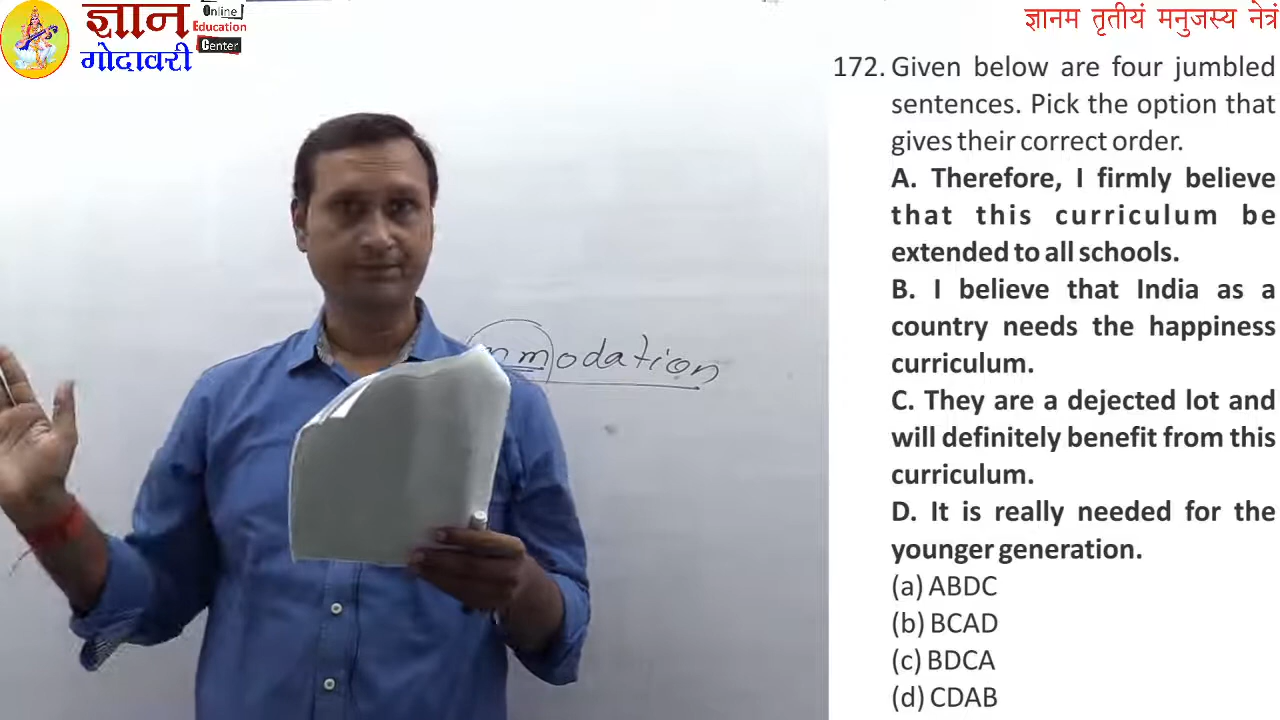 ज्ञान
Online
Education
Center
गोदावरी
ज्ञानम तृतीयं मनुजस्य नेत्रं
172. Given below are four jumbled
sentences. Pick the option that
gives their correct order.
A. Therefore, I firmly believe
that this curriculum be
extended to all schools.
B. I believe that India as a
country needs the happiness
curriculum.
C. They are a dejected lot and
will definitely benefit from this
curriculum.
D. It is really needed for the
younger generation.
(a) ABDC
(b) BCAD
(c) BDCA
(d) CDAB
mmodation